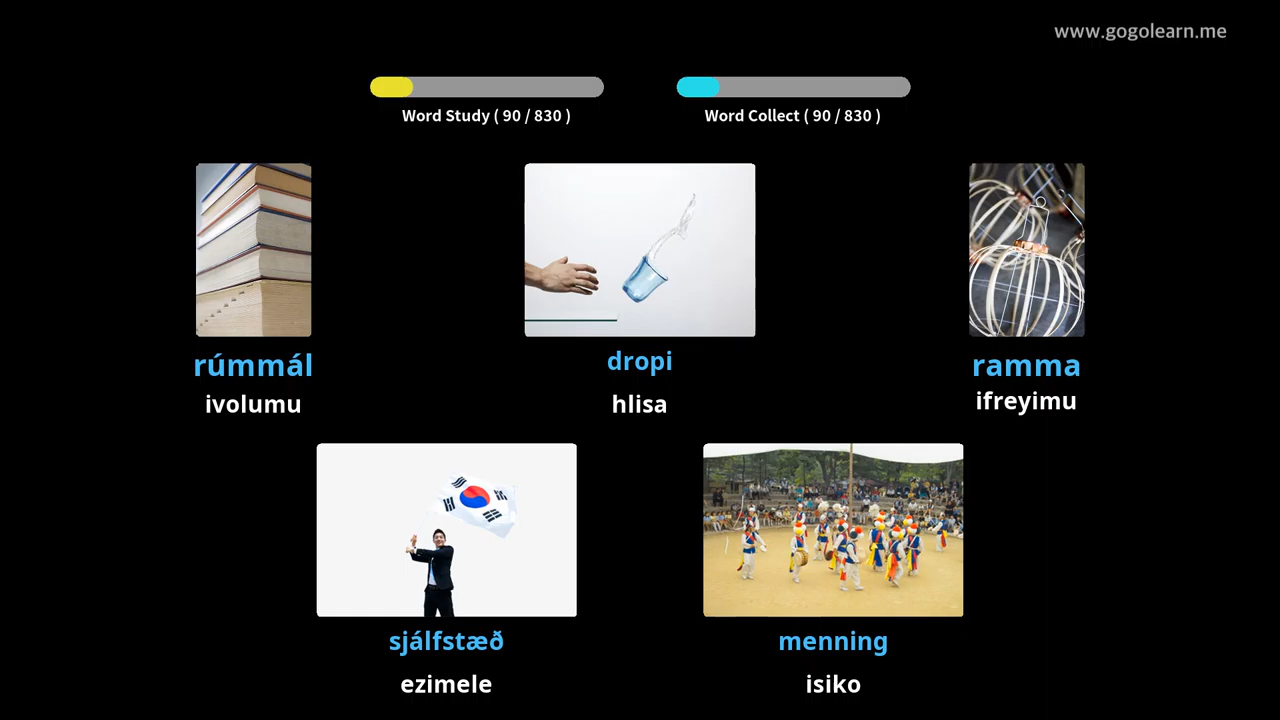 www.gogolearn.me
Word Study ( 90 / 830 )
Word Collect ( 90 / 830 )
rúmmál
ivolumu
dropi
hlisa
ramma
ifreyimu
sjálfstæð
ezimele
menning
isiko